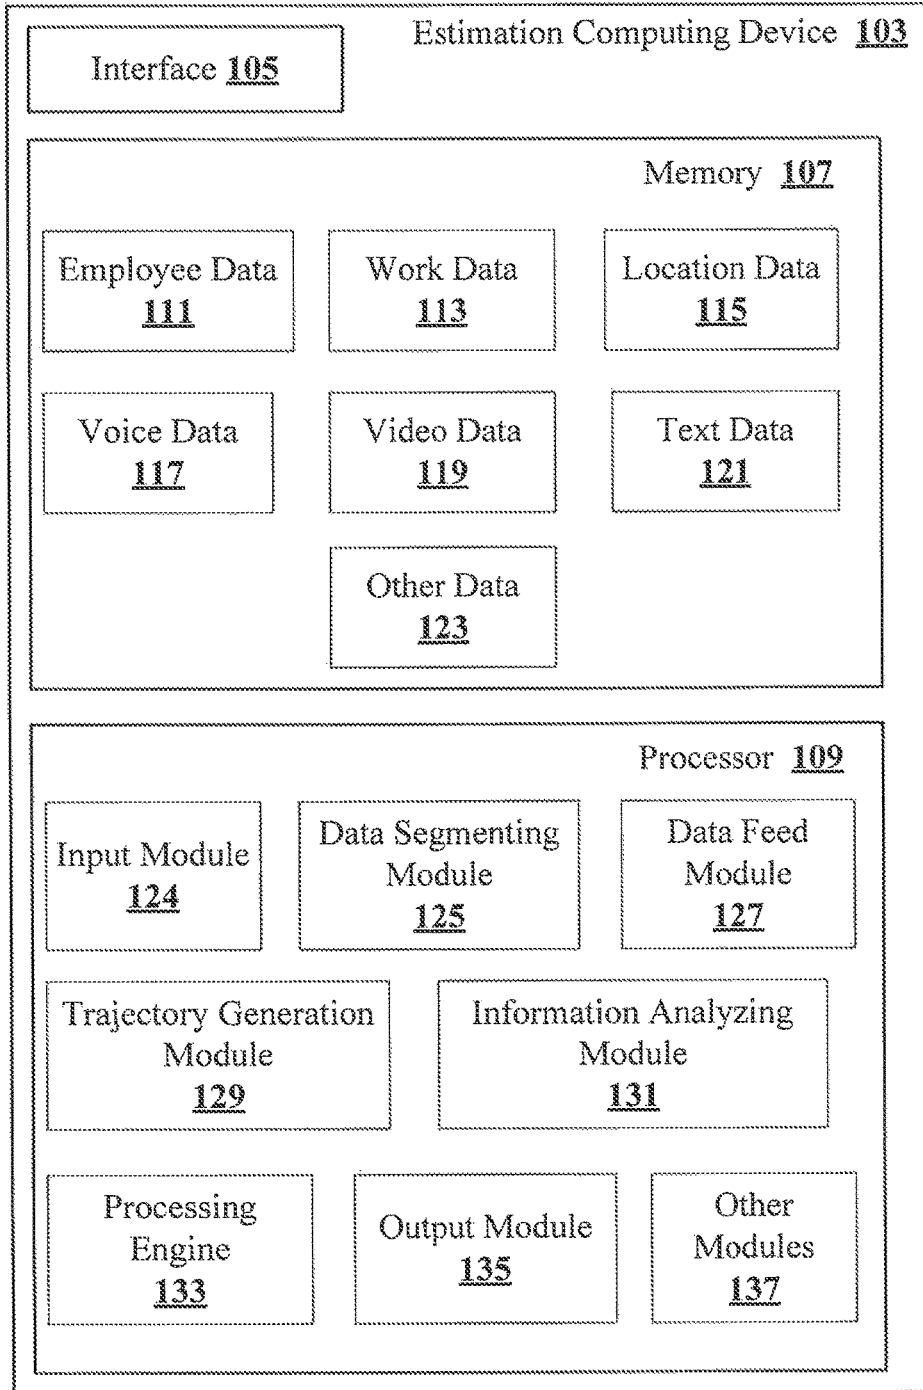 Estimation Computing Device 103
Interface 105
Memory 107
Employee Data
111
Work Data
113
Location Data
115
Voice Data
117
Video Data
119
Text Data
121
Other Data
123
Processor 109
Input Module
124
Data Segmenting
Module
125
Data Feed
Module
127
Trajectory Generation
Module
129
Information Analyzing
Module
131
Processing
Engine
133
Output Module
135
Other
Modules
137